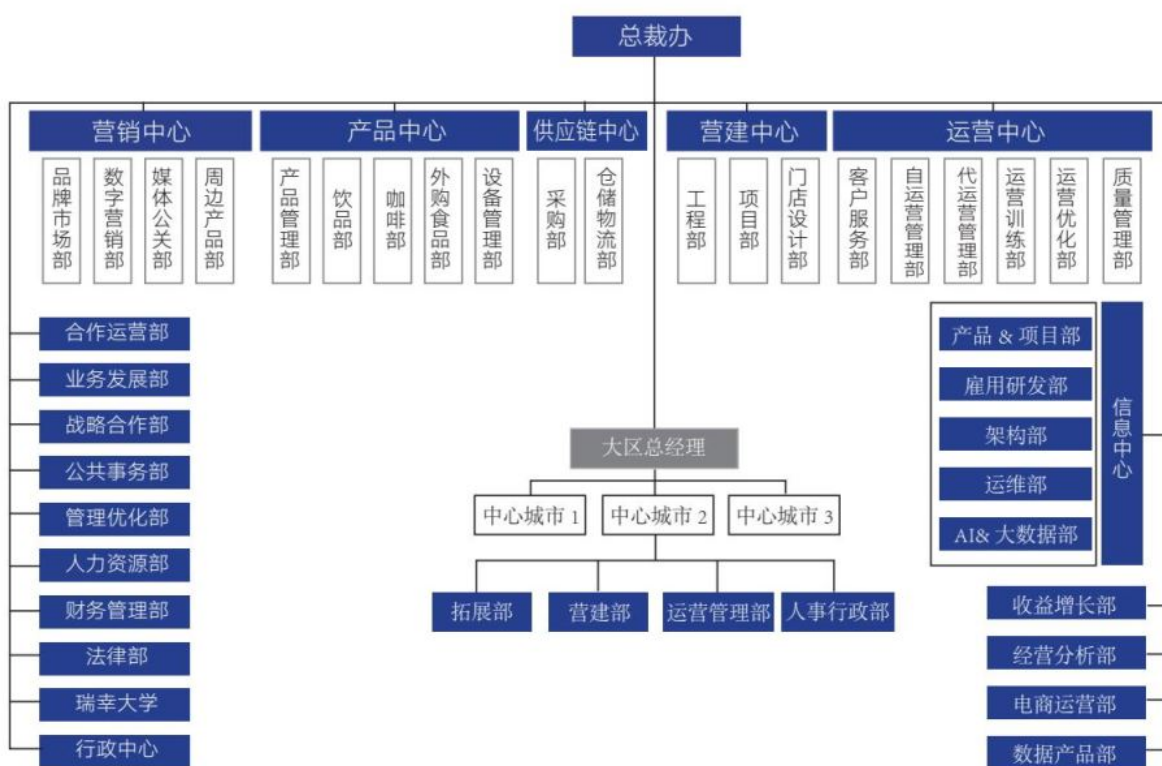 总裁办
营销中心
产品中心
供应链中心
营建中心
运营中心
品牌市场部
数字营销部
媒体公关部
周边产品部
产品管理部
饮品部
咖啡部
外购食品部
设备管理部
采购部
仓储物流部
工程部
项目部
门店设计部
客户服务部
自运营管理部
代运营管理部
运营训练部
运营优化部
质量管理部
合作运营部
业务发展部
战略合作部
公共事务部
管理优化部
人力资源部
财务管理部
法律部
瑞幸大学
行政中心
大区总经理
中心城市 1
中心城市 2
中心城市 3
拓展部
营建部
运营管理部
人事行政部
产品 & 项目部
雇用研发部
架构部
运维部
AI& 大数据部
信息中心
收益增长部
经营分析部
电商运营部
数据产品部